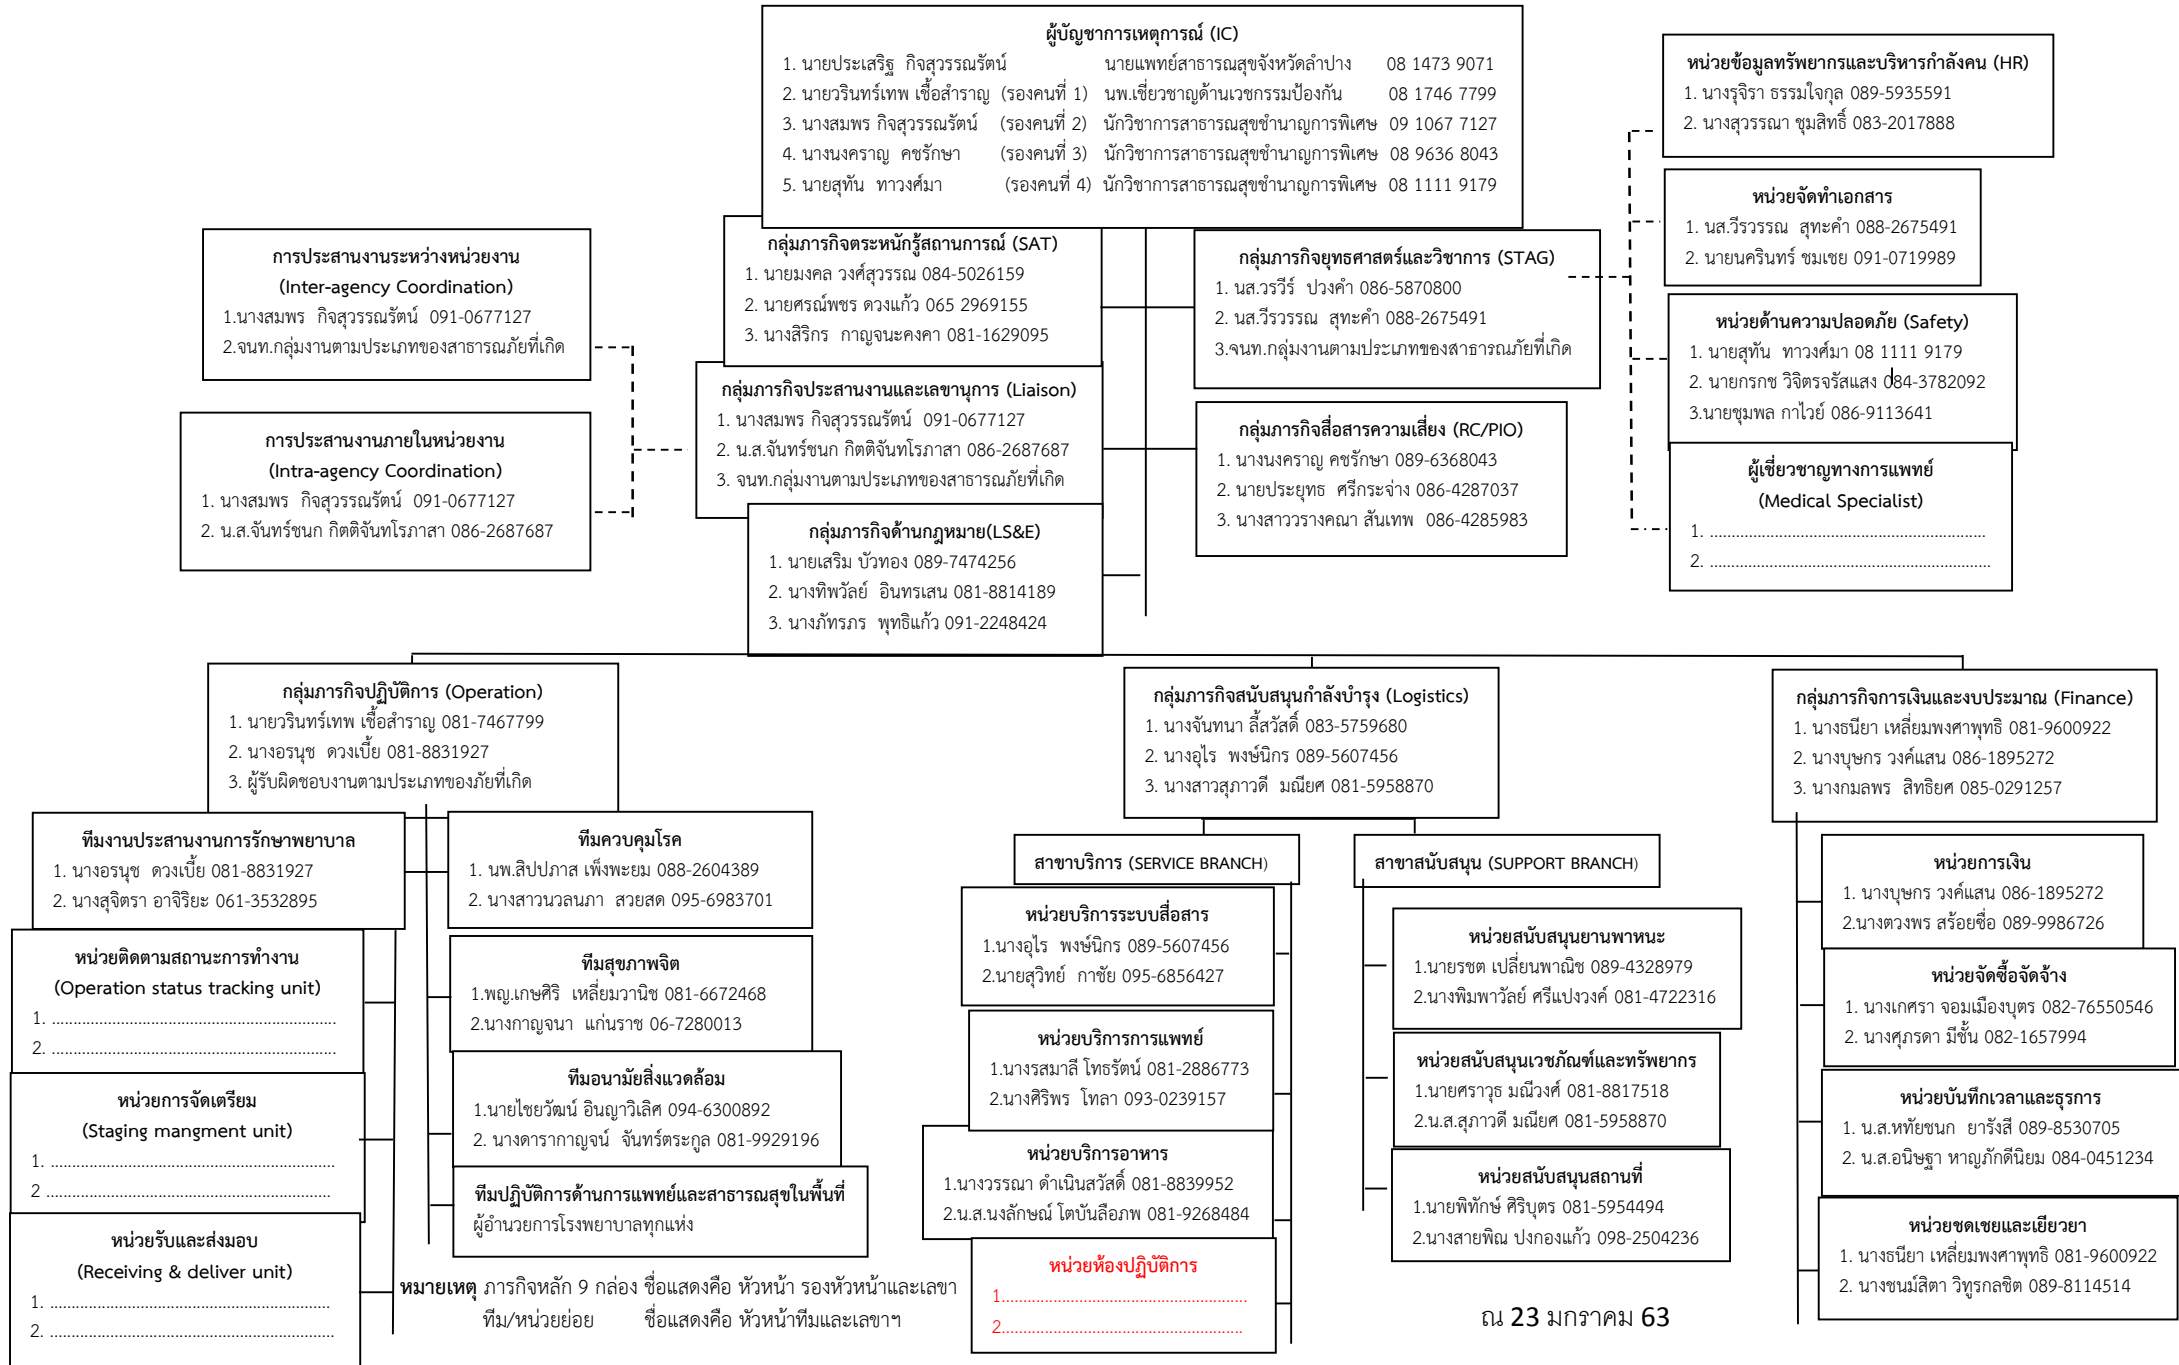 ผู้บัญชาการเหตุการณ์ (IC)
1. นายประเสริฐ กิจสุวรรณรัตน์ นายแพทย์สาธารณสุขจังหวัดลำปาง 08 1473 9071
2. นายวรินทร์เทพ เชื้อสำราญ (รองคนที่ 1) นพ.เชี่ยวชาญด้านเวชกรรมป้องกัน 08 1746 7799
3. นางสมพร กิจสุวรรณรัตน์ (รองคนที่ 2) นักวิชาการสาธารณสุขชำนาญการพิเศษ 09 1067 7127
4. นางนงคราญ คชรักษา (รองคนที่ 3) นักวิชาการสาธารณสุขชำนาญการพิเศษ 08 9636 8043
5. นายสุทัน ทาวงศ์มา (รองคนที่ 4) นักวิชาการสาธารณสุขชำนาญการพิเศษ 08 1111 9179
หน่วยข้อมูลทรัพยากรและบริหารกำลังคน (HR)
1. นางรุจิรา ธรรมใจกุล 089-5935591
2. นางสุวรรณา ชุมสิทธิ์ 083-2017888
หน่วยจัดทำเอกสาร
1. นส.วีรวรรณ สุทะคำ 088-2675491
2. นายนครินทร์ ชมเชย 091-0719989
หน่วยด้านความปลอดภัย (Safety)
1. นายสุทัน ทาวงศ์มา 08 1111 9179
2. นายกรกช วิจิตรจรัสแสง 084-3782092
3.นายชุมพล กาไวย์ 086-9113641
ผู้เชี่ยวชาญทางการแพทย์
(Medical Specialist)
1. ................................................................
2. ................................................................
การประสานงานระหว่างหน่วยงาน
(Inter-agency Coordination)
1.นางสมพร กิจสุวรรณรัตน์ 091-0677127
2.จนท.กลุ่มงานตามประเภทของสาธารณภัยที่เกิด
การประสานงานภายในหน่วยงาน
(Intra-agency Coordination)
1. นางสมพร กิจสุวรรณรัตน์ 091-0677127
2. น.ส.จันทร์ชนก กิตติจันทโรภาสา 086-2687687
กลุ่มภารกิจตระหนักรู้สถานการณ์ (SAT)
1. นายมงคล วงศ์สุวรรณ 084-5026159
2. นายศรณ์พชร ดวงแก้ว 065 2969155
3. นางสิริกร กาญจนะคงคา 081-1629095
กลุ่มภารกิจประสานงานและเลขานุการ (Liaison)
1. นางสมพร กิจสุวรรณรัตน์ 091-0677127
2. น.ส.จันทร์ชนก กิตติจันทโรภาสา 086-2687687
3. จนท.กลุ่มงานตามประเภทของสาธารณภัยที่เกิด
กลุ่มภารกิจด้านกฎหมาย(LS&E)
1. นายเสริม บัวทอง 089-7474256
2. นางทิพวัลย์ อินทรเสน 081-8814189
3. นางภัทรภร พุทธิแก้ว 091-2248424
กลุ่มภารกิจยุทธศาสตร์และวิชาการ (STAG)
1. นส.วรวีร์ ปวงคำ 086-5870800
2. นส.วีรวรรณ สุทะคำ 088-2675491
3.จนท.กลุ่มงานตามประเภทของสาธารณภัยที่เกิด
กลุ่มภารกิจสื่อสารความเสี่ยง (RC/PIO)
1. นางนงคราญ คชรักษา 089-6368043
2. นายประยุทธ ศรีกระจ่าง 086-4287037
3. นางสาววรางคณา สันเทพ 086-4285983
กลุ่มภารกิจปฏิบัติการ (Operation)
1. นายวรินทร์เทพ เชื้อสำราญ 081-7467799
2. นางอรนุช ดวงเบี้ย 081-8831927
3. ผู้รับผิดชอบงานตามประเภทของภัยที่เกิด
ทีมงานประสานงานการรักษาพยาบาล
1. นางอรนุช ดวงเบี้ย 081-8831927
2. นางสุจิตรา อาจิริยะ 061-3532895
หน่วยติดตามสถานะการทำงาน
(Operation status tracking unit)
1. ................................................................
2. ................................................................
หน่วยการจัดเตรียม
(Staging mangment unit)
1. ................................................................
2 ................................................................
หน่วยรับและส่งมอบ
(Receiving & deliver unit)
1. ................................................................
2. ................................................................
ทีมควบคุมโรค
1. นพ.สิปปภาส เพ็งพะยม 088-2604389
2. นางสาวนวลนภา สวยสด 095-6983701
ทีมสุขภาพจิต
1.พญ.เกษศิริ เหลี่ยมวานิช 081-6672468
2.นางกาญจนา แก่นราช 06-7280013
ทีมอนามัยสิ่งแวดล้อม
1.นายไชยวัฒน์ อินญาวิเลิศ 094-6300892
2. นางดารากาญจน์ จันทร์ตระกูล 081-9929196
ทีมปฏิบัติการด้านการแพทย์และสาธารณสุขในพื้นที่
ผู้อำนวยการโรงพยาบาลทุกแห่ง
กลุ่มภารกิจสนับสนุนกำลังบำรุง (Logistics)
1. นางจันทนา ลี้สวัสดิ์ 083-5759680
2. นางอุไร พงษ์นิกร 089-5607456
3. นางสาวสุภาวดี มณียศ 081-5958870
สาขาบริการ (SERVICE BRANCH)
หน่วยบริการระบบสื่อสาร
1.นางอุไร พงษ์นิกร 089-5607456
2.นายสุวิทย์ กาชัย 095-6856427
หน่วยบริการการแพทย์
1.นางรสมาลี โทธรัตน์ 081-2886773
2.นางศิริพร โทลา 093-0239157
หน่วยบริการอาหาร
1.นางวรรณา ดำเนินสวัสดิ์ 081-8839952
2.น.ส.นงลักษณ์ โตบันลือภพ 081-9268484
หน่วยห้องปฏิบัติการ
1........................................................
2........................................................
สาขาสนับสนุน (SUPPORT BRANCH)
หน่วยสนับสนุนยานพาหนะ
1.นายรชต เปลี่ยนพาณิช 089-4328979
2.นางพิมพาวัลย์ ศรีแปงวงค์ 081-4722316
หน่วยสนับสนุนเวชภัณฑ์และทรัพยากร
1.นายศราวุธ มณีวงศ์ 081-8817518
2.น.ส.สุภาวดี มณียศ 081-5958870
หน่วยสนับสนุนสถานที่
1.นายพิทักษ์ ศิริบุตร 081-5954494
2.นางสายพิณ ปงกองแก้ว 098-2504236
กลุ่มภารกิจการเงินและงบประมาณ (Finance)
1. นางธนียา เหลี่ยมพงศาพุทธิ 081-9600922
2. นางบุษกร วงค์แสน 086-1895272
3. นางกมลพร สิทธิยศ 085-0291257
หน่วยการเงิน
1. นางบุษกร วงค์แสน 086-1895272
2.นางตวงพร สร้อยซื่อ 089-9986726
หน่วยจัดซื้อจัดจ้าง
1. นางเกศรา จอมเมืองบุตร 082-76550546
2. นางศุภรดา มีชั้น 082-1657994
หน่วยบันทึกเวลาและธุรการ
1. น.ส.หทัยชนก ยารังสี 089-8530705
2. น.ส.อนิษฐา หาญภักดีนิยม 084-0451234
หน่วยชดเชยและเยียวยา
1. นางธนียา เหลี่ยมพงศาพุทธิ 081-9600922
2. นางชนม์สิตา วิทูรกลชิต 089-8114514
หมายเหตุ ภารกิจหลัก 9 กล่อง ชื่อแสดงคือ หัวหน้า รองหัวหน้าและเลขา
ทีม/หน่วยย่อย ชื่อแสดงคือ หัวหน้าทีมและเลขาฯ
ณ 23 มกราคม 63